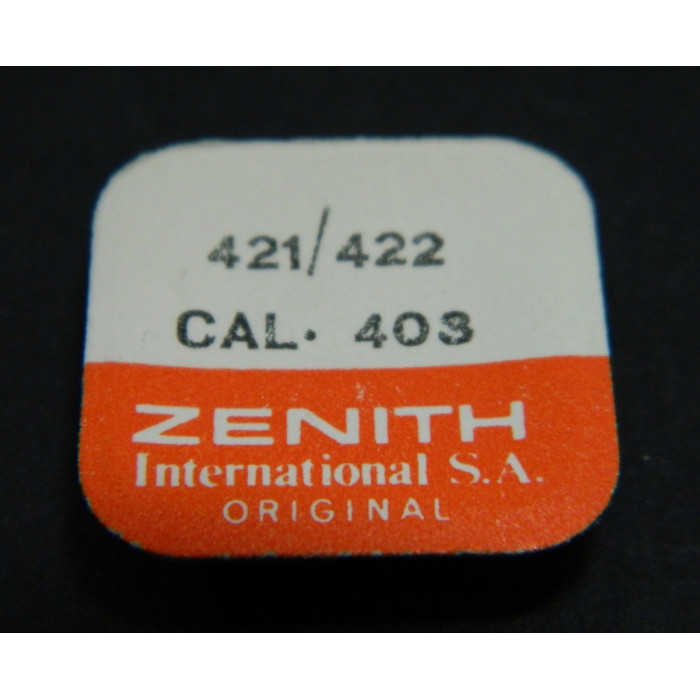 421/422
CAL. 403
ZENITH
International S.A.
ORIGINAL